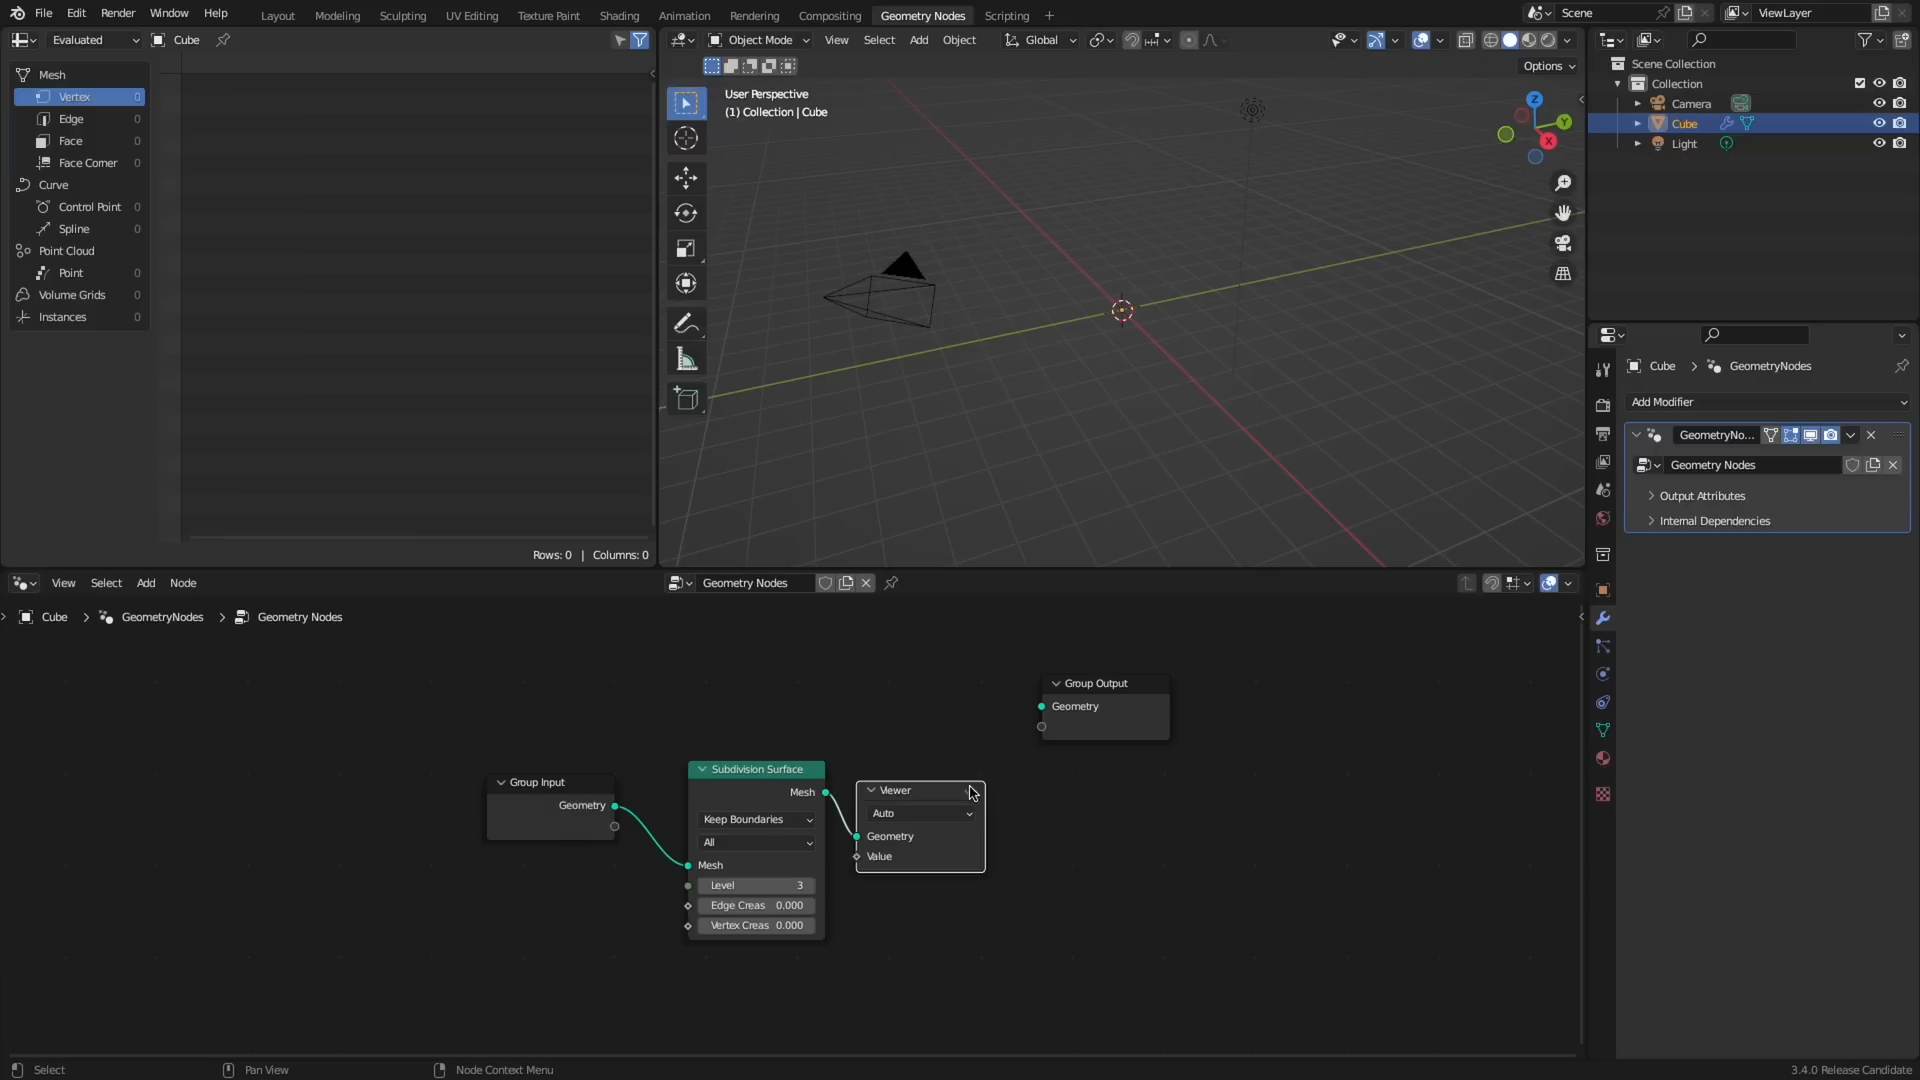 File Edit Render Window Help Layout Modeling Sculpting UV Editing Texture Paint Shading Animation Rendering Compositing Geometry Nodes Scripting + Scene ViewLayer
Evaluated Cube
Object Mode View Select Add Object Global
Options
Mesh
Vertex 0
Edge 0
Face 0
Face Corner 0
Curve
Control Point 0
Spline 0
Point Cloud
Point 0
Volume Grids 0
Instances 0
Rows: 0 | Columns: 0
User Perspective
(1) Collection | Cube
Z
Y
X
Scene Collection
Collection
Camera
Cube
Light
Cube > GeometryNodes
Add Modifier
GeometryNo...
Geometry Nodes
Output Attributes
Internal Dependencies
View Select Add Node Geometry Nodes
Cube > GeometryNodes > Geometry Nodes
Group Output
Geometry
Group Input
Geometry
Subdivision Surface
Mesh
Keep Boundaries
All
Mesh
Level 3
Edge Creas 0.000
Vertex Creas 0.000
Viewer
Auto
Geometry
Value
Select Pan View Node Context Menu 3.4.0 Release Candidate